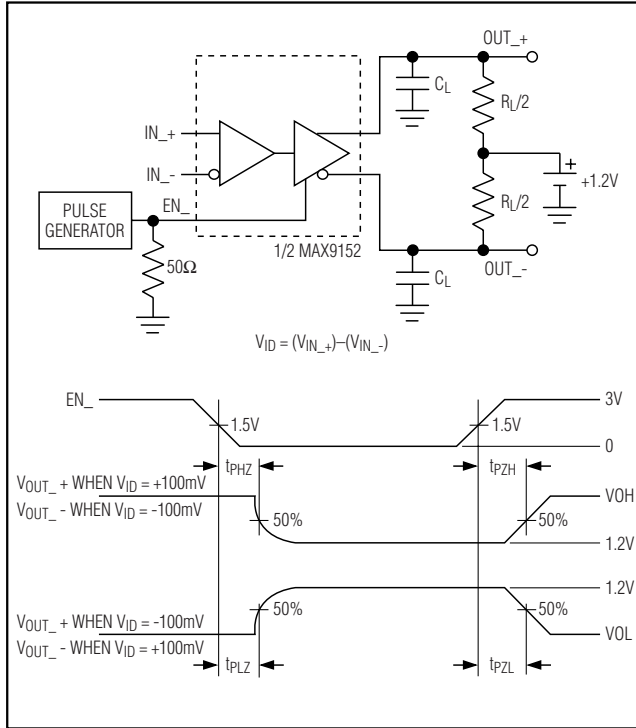 OUT_+
C_L
R_L/2
IN_+
IN_-
+
+1.2V
EN_
R_L/2
PULSE
GENERATOR
1/2 MAX9152
OUT_-
50Ω
C_L
V_ID = (V_IN_+)–(V_IN_-)
EN_
3V
1.5V
1.5V
0
t_PHZ
t_PZH
V_OUT_ + WHEN V_ID = +100mV
VOH
V_OUT_ - WHEN V_ID = -100mV
50%
50%
1.2V
1.2V
V_OUT_ + WHEN V_ID = -100mV
50%
50%
VOL
V_OUT_ - WHEN V_ID = +100mV
t_PLZ
t_PZL